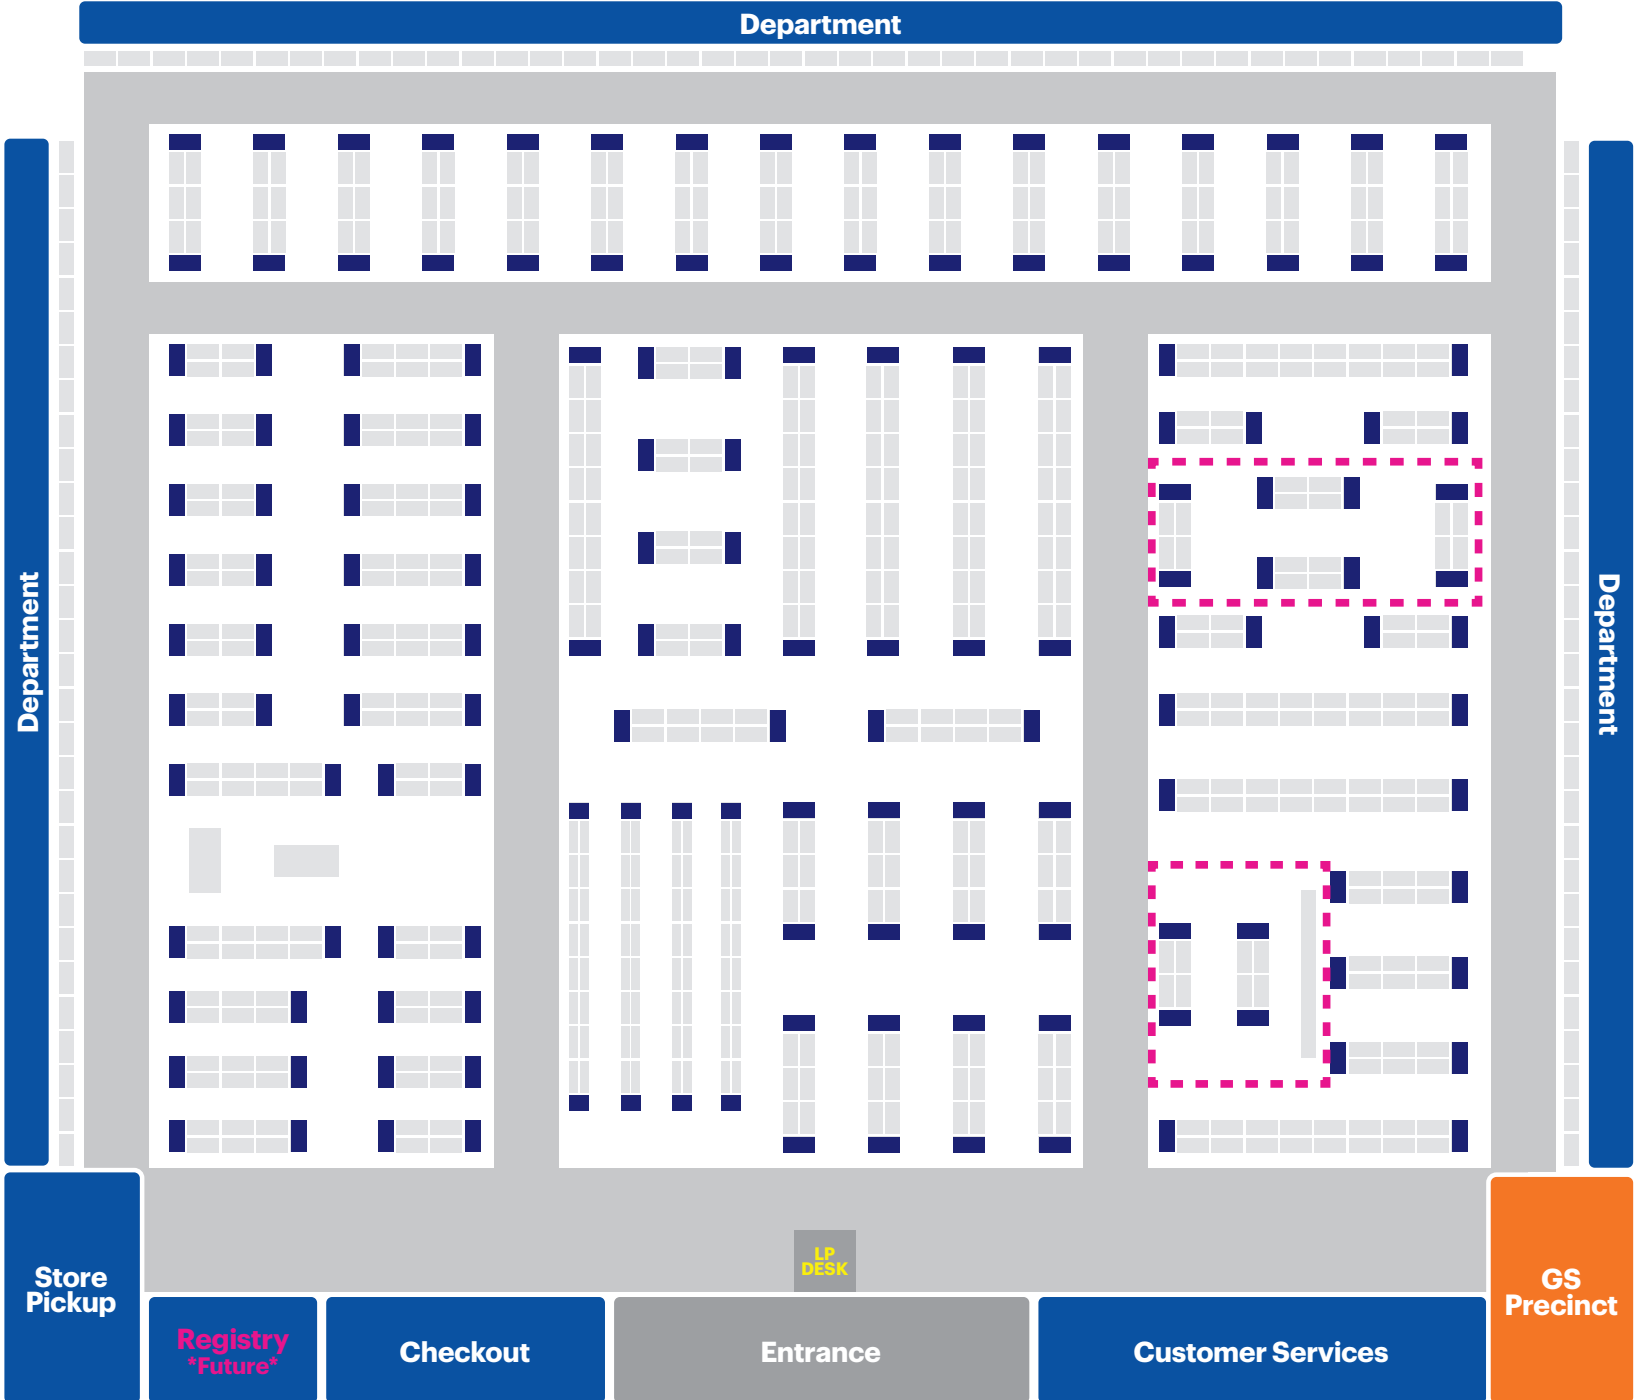 Department
Department
Department
LP
DESK
Store
Pickup
Registry
*Future*
Checkout
Entrance
Customer Services
GS
Precinct